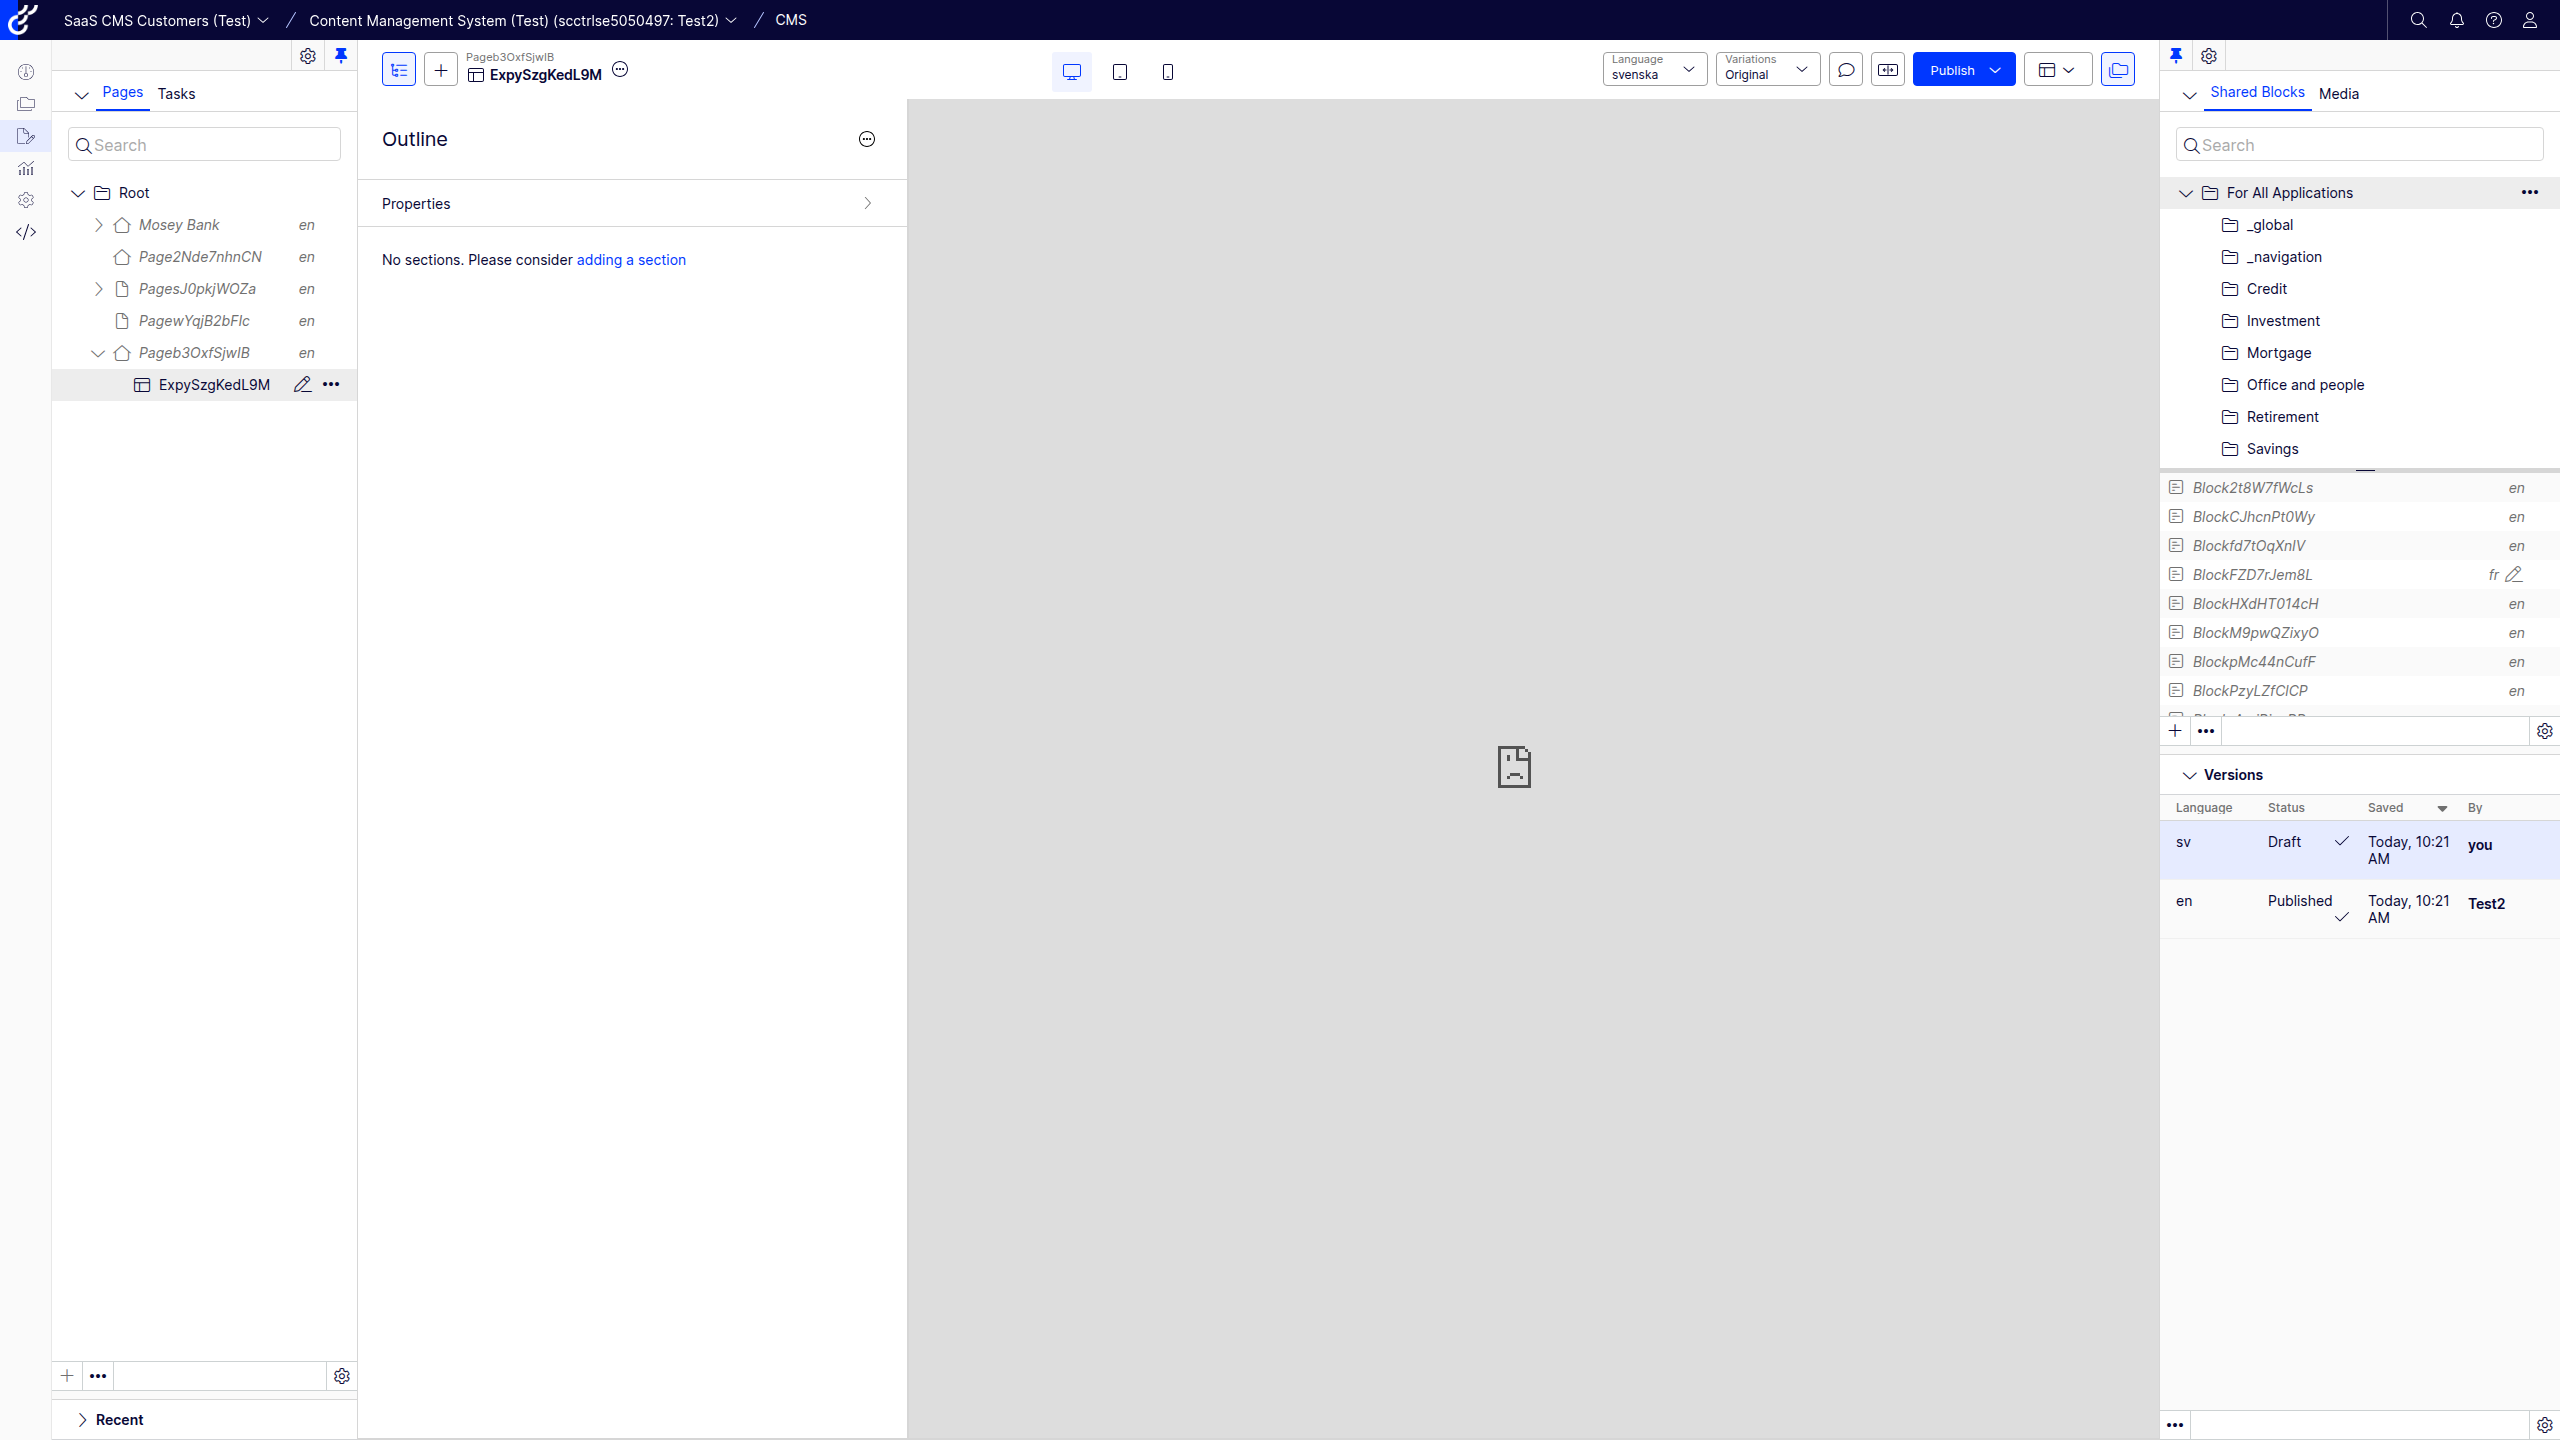 SaaS CMS Customers (Test) / Content Management System (Test) (scctrlse5050497: Test2) / CMS
Pages Tasks
Search
Root
Mosey Bank en
Page2Nde7nhnCN en
PagesJ0pkjWOZa en
PagewYqjB2bFlc en
Pageb3OxfSjwIB en
ExpySzgKedL9M
Recent
Pageb3OxfSjwIB
ExpySzgKedL9M
Language
svenska
Variations
Original
Publish
Outline
Properties
No sections. Please consider adding a section
Shared Blocks Media
Search
For All Applications
_global
_navigation
Credit
Investment
Mortgage
Office and people
Retirement
Savings
Block2t8W7fWcLs en
BlockCJhcnPt0Wy en
Blockfd7tOqXnIV en
BlockFZD7rJem8L fr
BlockHXdHT014cH en
BlockM9pwQZixyO en
BlockpMc44nCufF en
BlockPzyLZfClCP en
Versions
Language Status Saved By
sv Draft Today, 10:21 AM you
en Published Today, 10:21 AM Test2